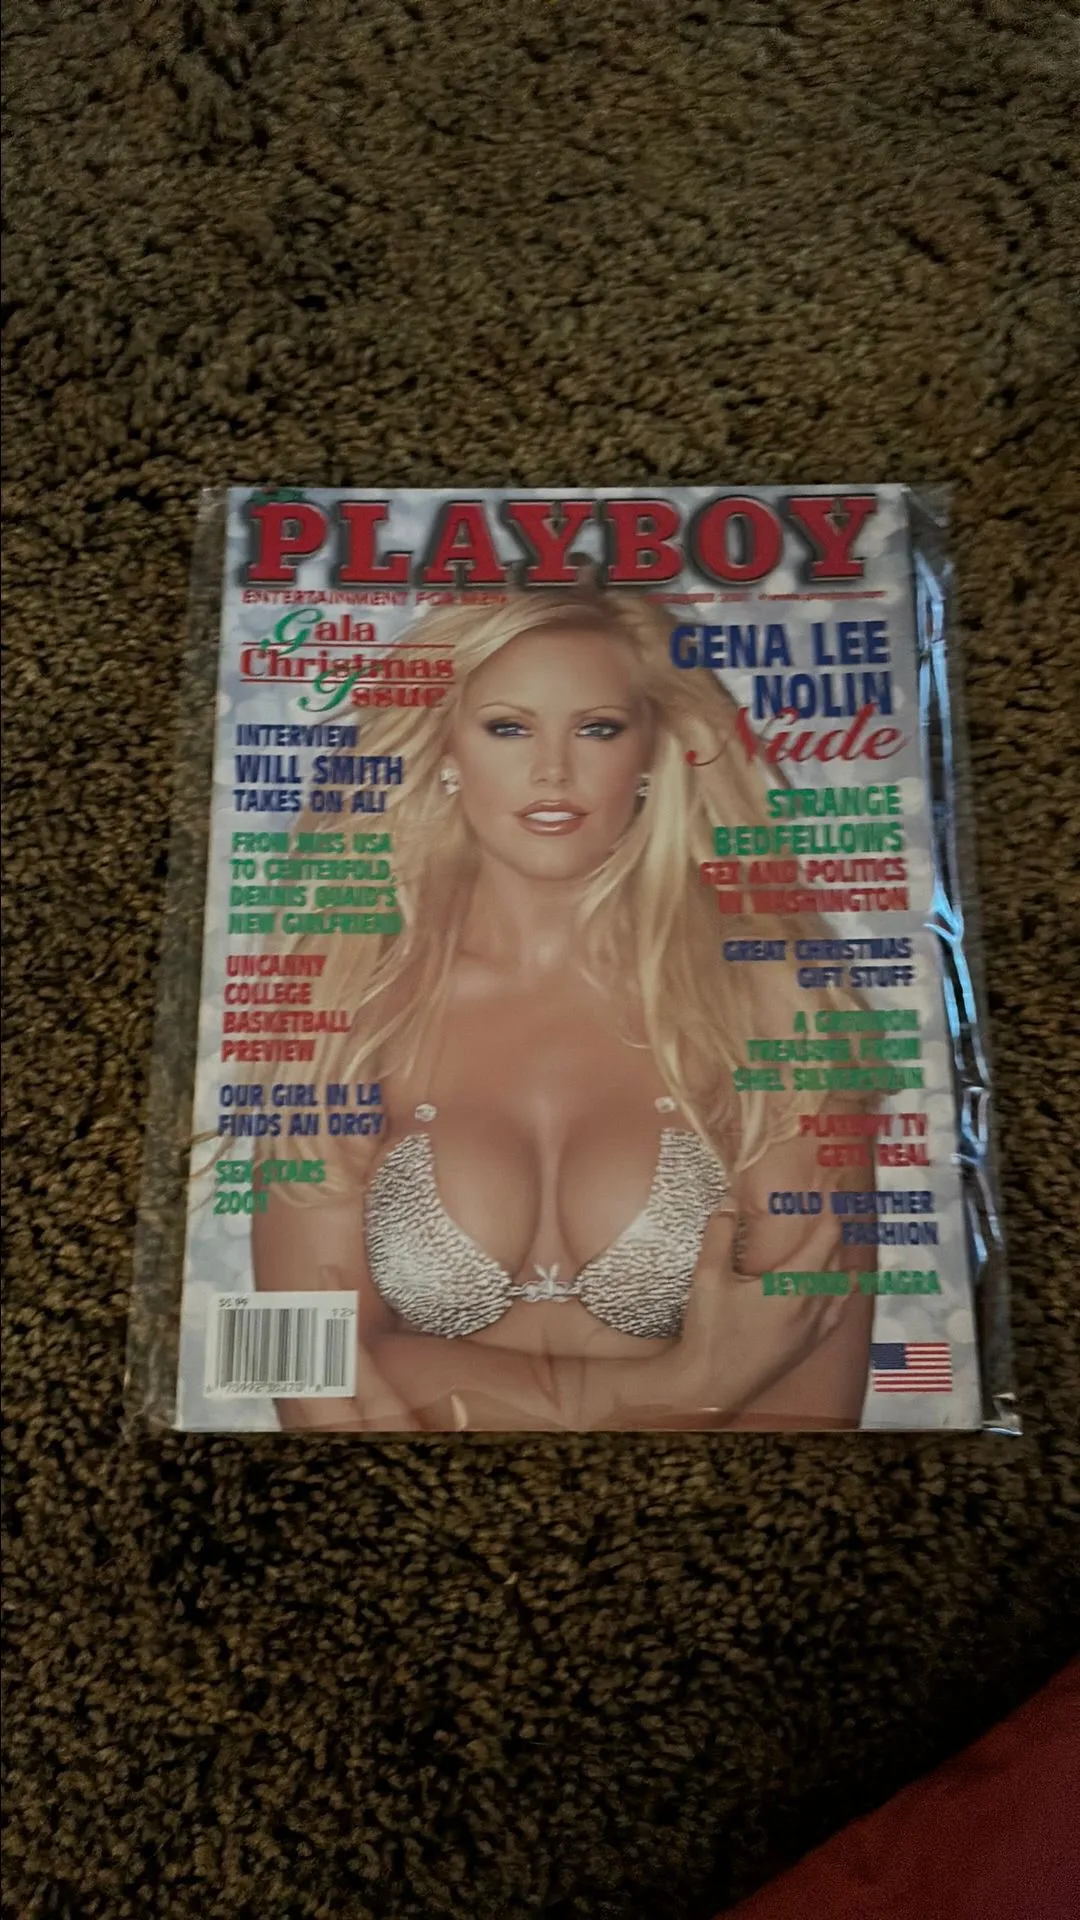 PLAYBOY
ENTERTAINMENT FOR MEN
Gala
Christmas
Issue
INTERVIEW
WILL SMITH
TAKES ON ALI
FROM MISS USA
TO CENTERFOLD,
DENNIS QUAID'S
NEW GIRLFRIEND
UNCANNY
COLLEGE
BASKETBALL
PREVIEW
OUR GIRL IN LA
FINDS AN ORGY
SEX STARS
2001
$5.99
GENA LEE
NOLIN
Nude
STRANGE
BEDFELLOWS
SEX AND POLITICS
IN WASHINGTON
GREAT CHRISTMAS
GIFT STUFF
A
TREASURE FROM
SHEL SILVERSTEIN
PLAYBOY TV
GETS REAL
COLD WEATHER
FASHION
BEYOND VIAGRA